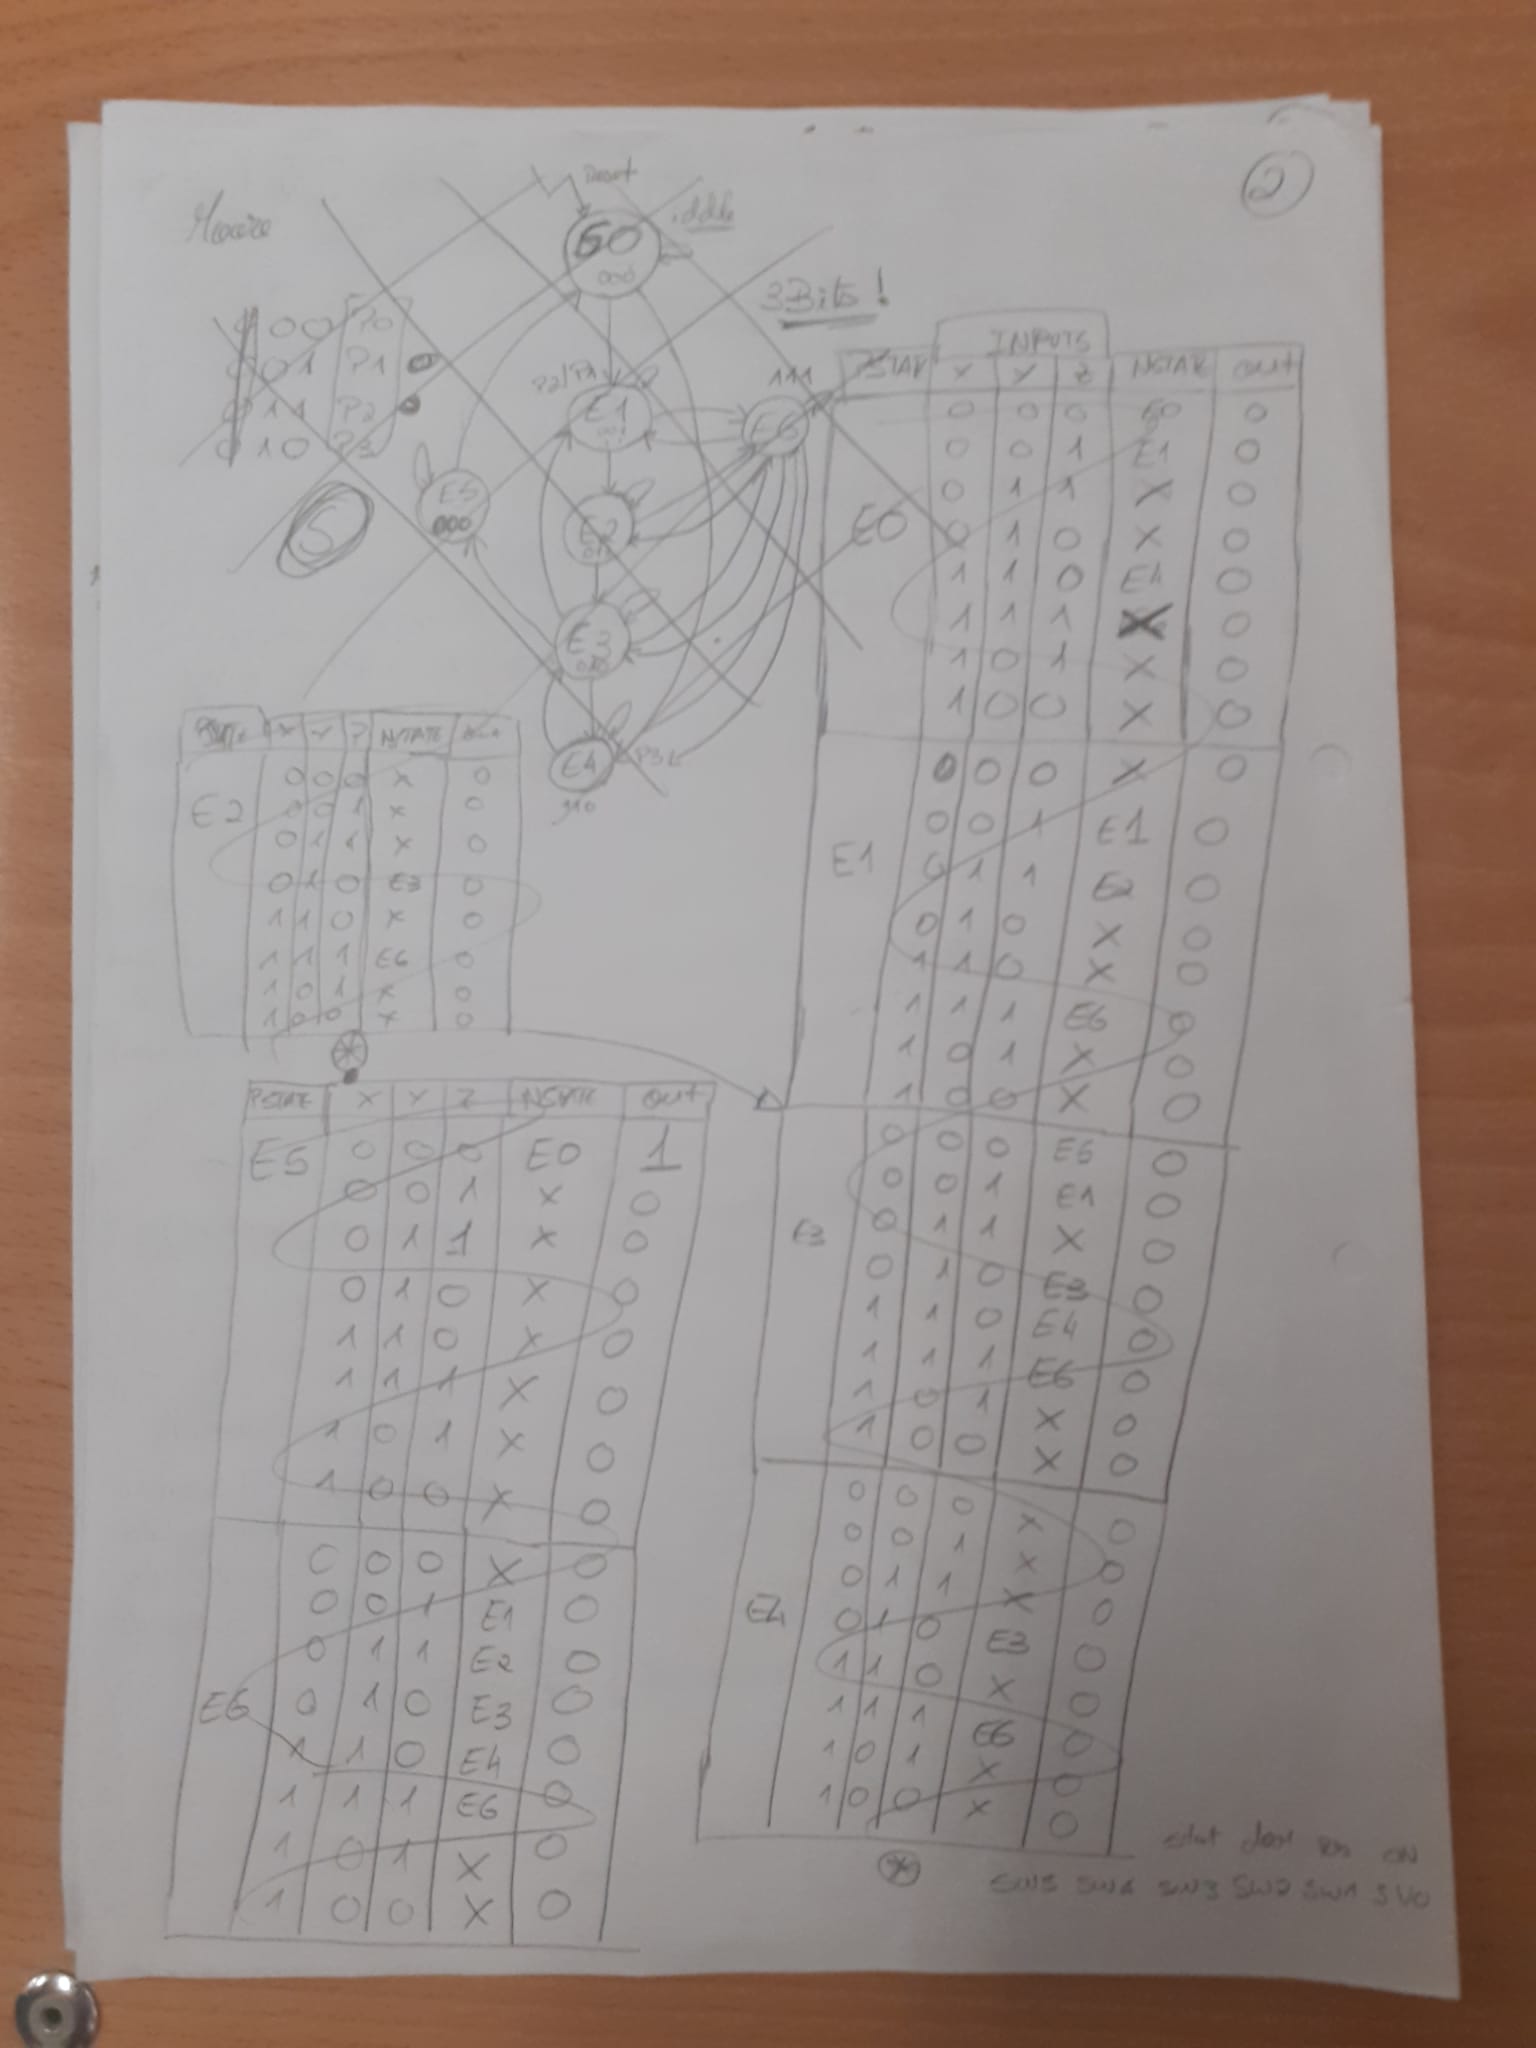 2
Reset
E0
000
3Bits!
00 P0
001 P1
011 P2
010 P3
P2/P1
E1
001
111
E6
E5
000
E2
011
E3
010
E4
110
P3
INPUTS
PSTATE X Y Z NSTATE OUT
E0
0 0 0 E0 0
0 0 1 E1 0
0 1 1 X 0
0 1 0 X 0
1 1 0 E4 0
1 1 1 X 0
1 0 1 X 0
1 0 0 X 0
E1
0 0 0 X 0
0 0 1 E1 0
0 1 1 E2 0
0 1 0 X 0
1 1 0 X 0
1 1 1 E6 0
1 0 1 X 0
1 0 0 X 0
PSTATE X Y Z NSTATE Out
E2
0 0 0 X 0
0 0 1 X 0
0 1 1 X 0
0 1 0 E3 0
1 1 0 X 0
1 1 1 E6 0
1 0 1 X 0
1 0 0 X 0
E3
0 0 0 E5 0
0 0 1 E1 0
0 1 1 X 0
0 1 0 E3 0
1 1 0 E4 0
1 1 1 E6 0
1 0 1 X 0
1 0 0 X 0
E4
0 0 0 X 0
0 0 1 X 0
0 1 1 X 0
0 1 0 E3 0
1 1 0 X 0
1 1 1 E6 0
1 0 1 X 0
1 0 0 X 0
PSTATE X Y Z NSTATE OUT
E5 0 0 0 E0 1
0 0 1 X 0
0 1 1 X 0
0 1 0 X 0
1 1 0 X 0
1 1 1 X 0
1 0 1 X 0
1 0 0 X 0
E6
0 0 0 X 0
0 0 1 E1 0
0 1 1 E2 0
0 1 0 E3 0
1 1 0 E4 0
1 1 1 E6 0
1 0 1 X 0
1 0 0 X 0
ON
SW5 SW4 SW3 SW2 SW1